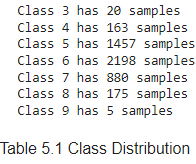 Class 3 has 20 samples
Class 4 has 163 samples
Class 5 has 1457 samples
Class 6 has 2198 samples
Class 7 has 880 samples
Class 8 has 175 samples
Class 9 has 5 samples
Table 5.1 Class Distribution